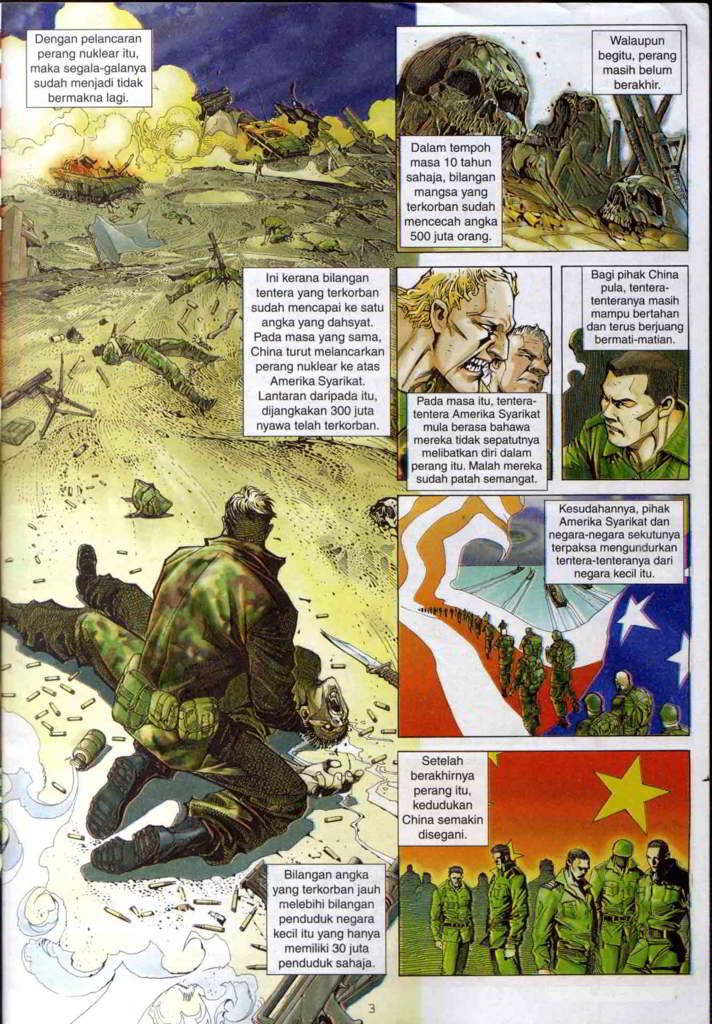 Dengan pelancaran
perang nuklear itu,
maka segala-galanya
sudah menjadi tidak
bermakna lagi.
Ini kerana bilangan
tentera yang terkorban
sudah mencapai ke satu
angka yang dahsyat.
Pada masa yang sama,
China turut melancarkan
perang nuklear ke atas
Amerika Syarikat.
Lantaran daripada itu,
dijangkakan 300 juta
nyawa telah terkorban.
Bilangan angka
yang terkorban jauh
melebihi bilangan
penduduk negara
kecil itu yang hanya
memiliki 30 juta
penduduk sahaja.
Walaupun
begitu, perang
masih belum
berakhir.
Dalam tempoh
masa 10 tahun
sahaja, bilangan
mangsa yang
terkorban sudah
mencecah angka
500 juta orang.
Pada masa itu, tentera-
tentera Amerika Syarikat
mula berasa bahawa
mereka tidak sepatutnya
melibatkan diri dalam
perang itu. Malah mereka
sudah patah semangat.
Bagi pihak China
pula, tentera-
tenteranya masih
mampu bertahan
dan terus berjuang
bermati-matian.
Kesudahannya, pihak
Amerika Syarikat dan
negara-negara sekutunya
terpaksa mengundurkan
tentera-tenteranya dari
negara kecil itu.
Setelah
berakhirnya
perang itu,
kedudukan
China semakin
disegani.
3